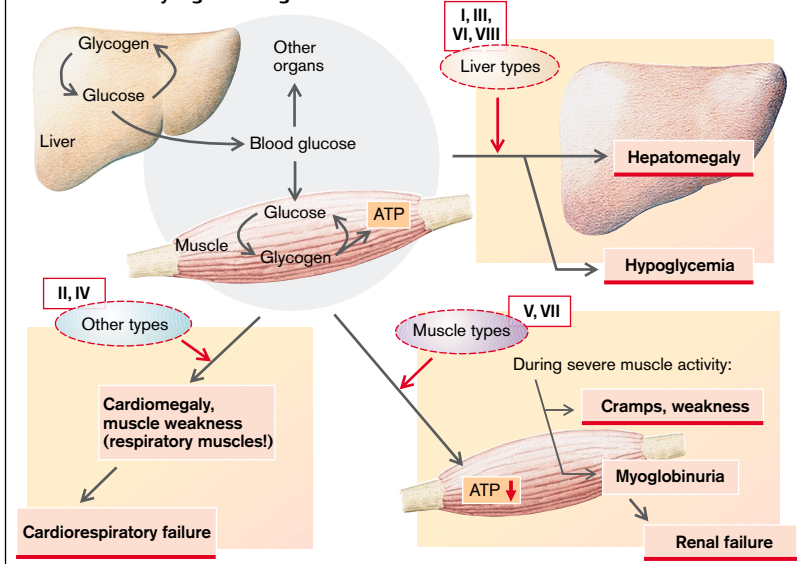 Glycogen
Glucose
Liver
Other
organs
Blood glucose
Glucose
ATP
Muscle
Glycogen
I, III,
VI, VIII
Liver types
Hepatomegaly
Hypoglycemia
II, IV
Other types
Cardiomegaly,
muscle weakness
(respiratory muscles!)
Cardiorespiratory failure
V, VII
Muscle types
During severe muscle activity:
Cramps, weakness
ATP
Myoglobinuria
Renal failure